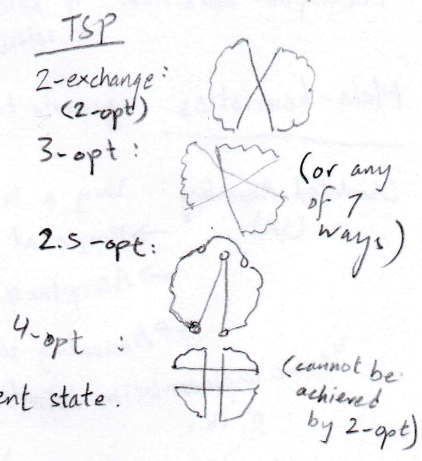 TSP
2-exchange:
(2-opt)
3-opt :
(or any
of 7
ways)
2.5-opt:
4-opt :
(cannot be
achieved
by 2-opt)
ent state.